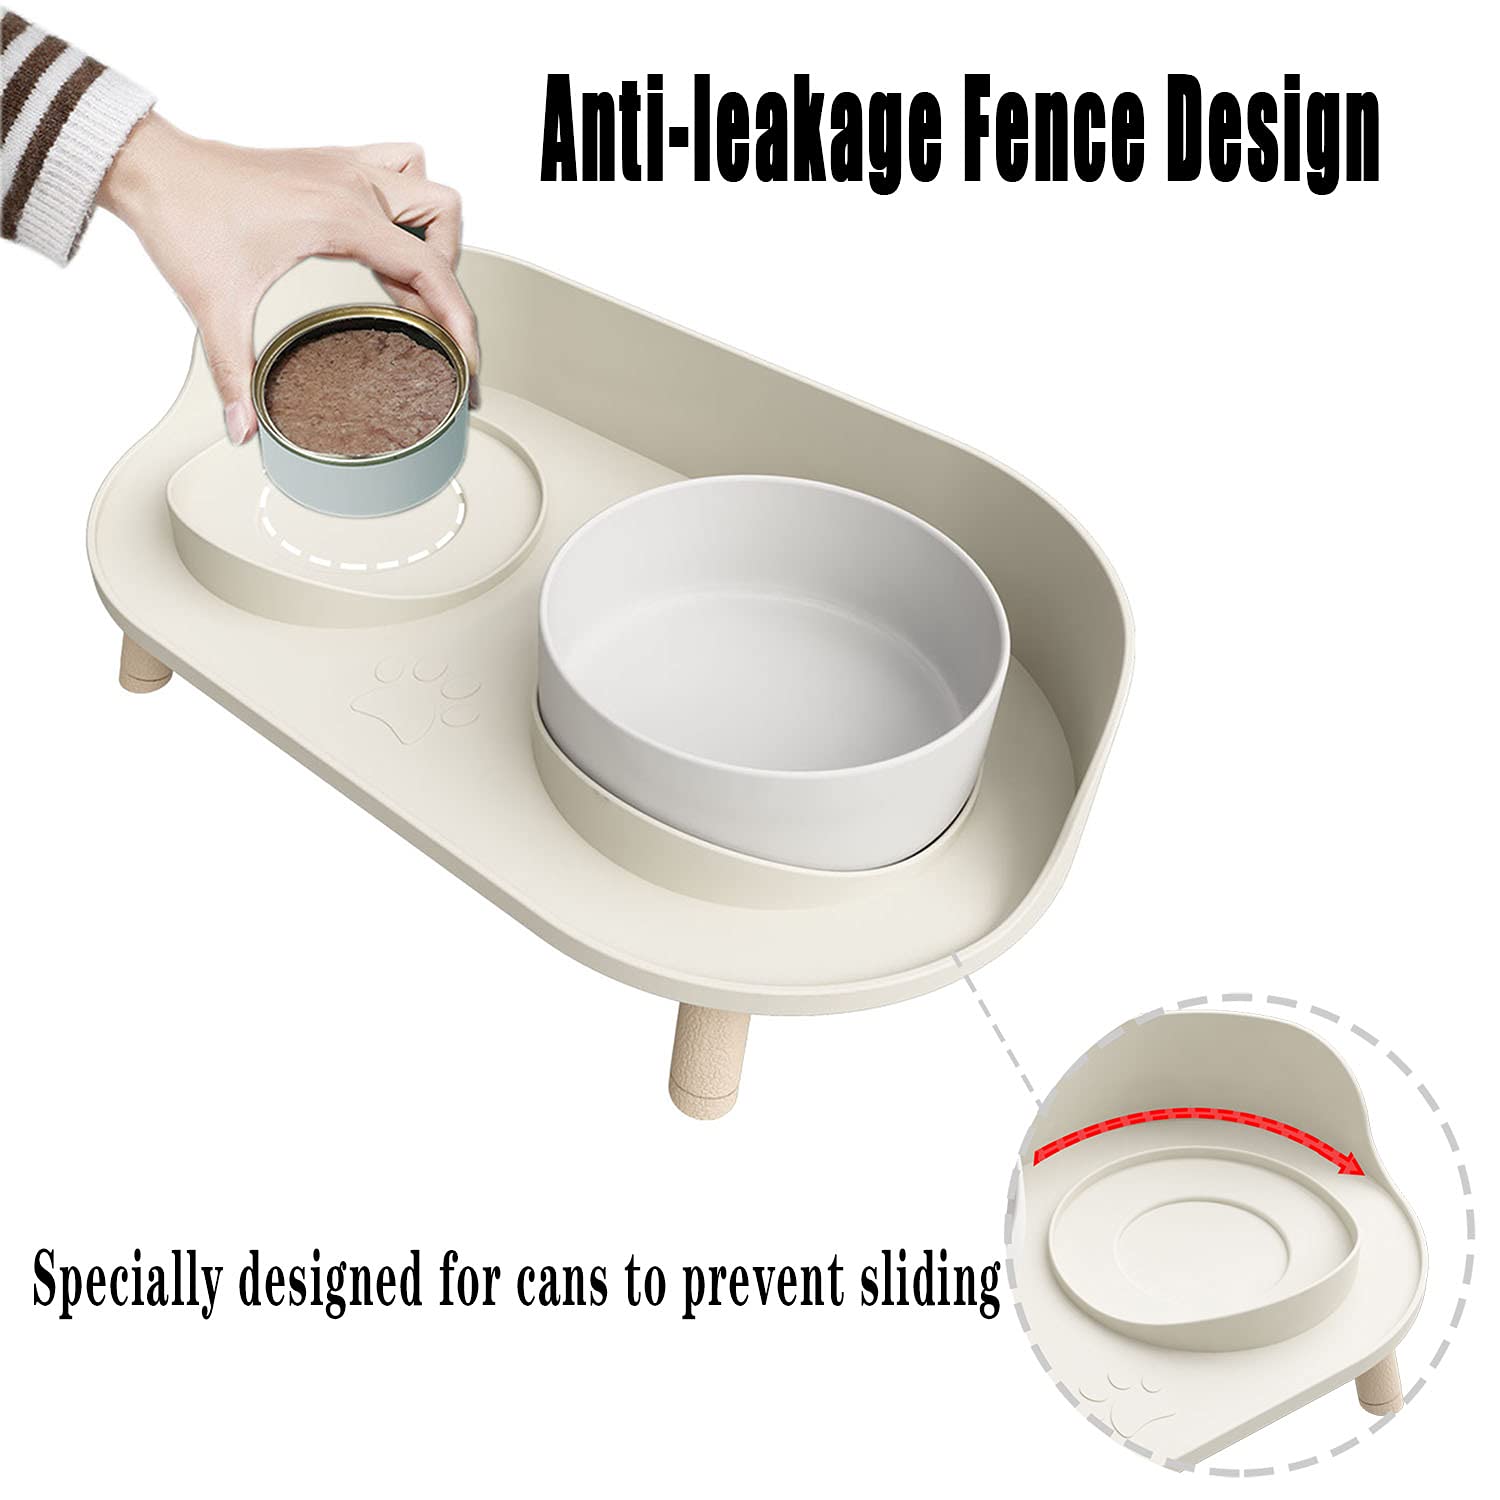 Anti-leakage Fence Design
Specially designed for cans to prevent sliding